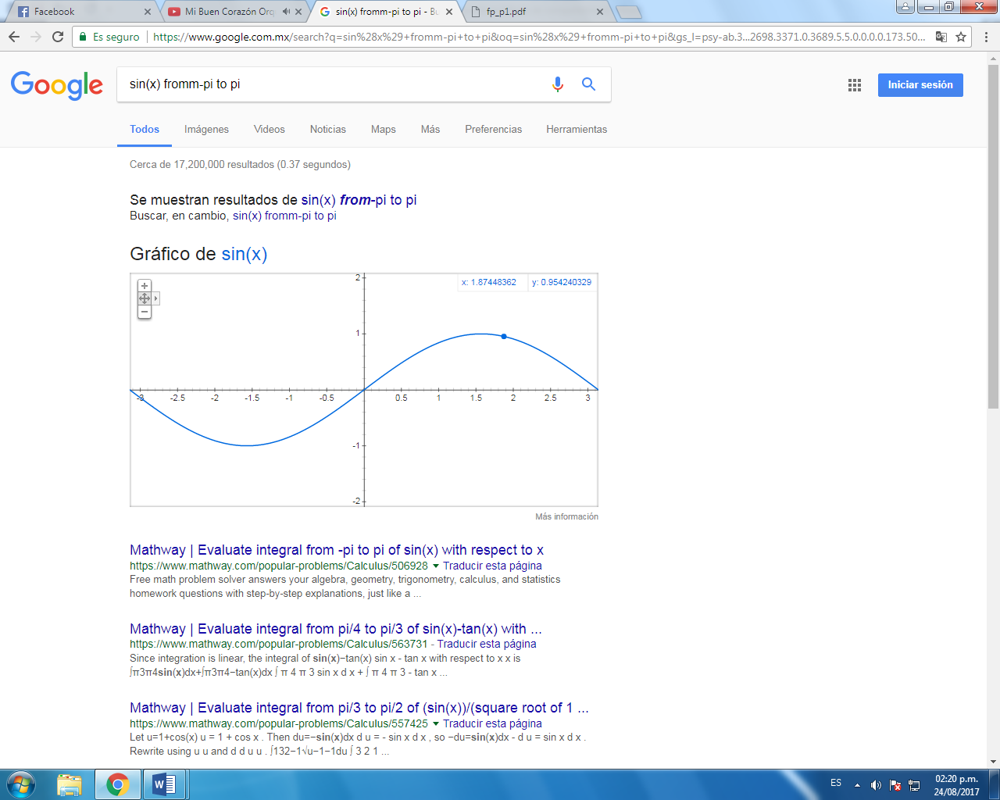 Facebook
Mi Buen Corazón Orq
sin(x) fromm-pi to pi - Bu
fp_p1.pdf
Es seguro
https://www.google.com.mx/search?q=sin%28x%29+fromm-pi+to+pi&oq=sin%28x%29+fromm-pi+to+pi&gs_l=psy-ab.3...2698.3371.0.3689.5.5.0.0.0.0.173.50...
Google
sin(x) fromm-pi to pi
Iniciar sesión
Todos Imágenes Videos Noticias Maps Más Preferencias Herramientas
Cerca de 17,200,000 resultados (0.37 segundos)
Se muestran resultados de sin(x) from-pi to pi
Buscar, en cambio, sin(x) fromm-pi to pi
Gráfico de sin(x)
x: 1.87448362 y: 0.954240329
2
1
-3 -2.5 -2 -1.5 -1 -0.5 0.5 1 1.5 2 2.5 3
-1
-2
Más información
Mathway | Evaluate integral from -pi to pi of sin(x) with respect to x
https://www.mathway.com/popular-problems/Calculus/506928 Traducir esta página
Free math problem solver answers your algebra, geometry, trigonometry, calculus, and statistics
homework questions with step-by-step explanations, just like a ...
Mathway | Evaluate integral from pi/4 to pi/3 of sin(x)-tan(x) with ...
https://www.mathway.com/popular-problems/Calculus/563731 - Traducir esta página
Since integration is linear, the integral of sin(x)−tan(x) sin x - tan x with respect to x x is
∫π3π4sin(x)dx+∫π3π4−tan(x)dx ∫ π 4 π 3 sin x d x + ∫ π 4 π 3 - tan x ...
Mathway | Evaluate integral from pi/3 to pi/2 of (sin(x))/(square root of 1 ...
https://www.mathway.com/popular-problems/Calculus/557425 Traducir esta página
Let u=1+cos(x) u = 1 + cos x . Then du=−sin(x)dx d u = - sin x d x , so −du=sin(x)dx - d u = sin x d x .
Rewrite using u u and d d u u . ∫132−1√u−1−1du ∫ 3 2 1 ...
ES
02:20 p.m.
24/08/2017